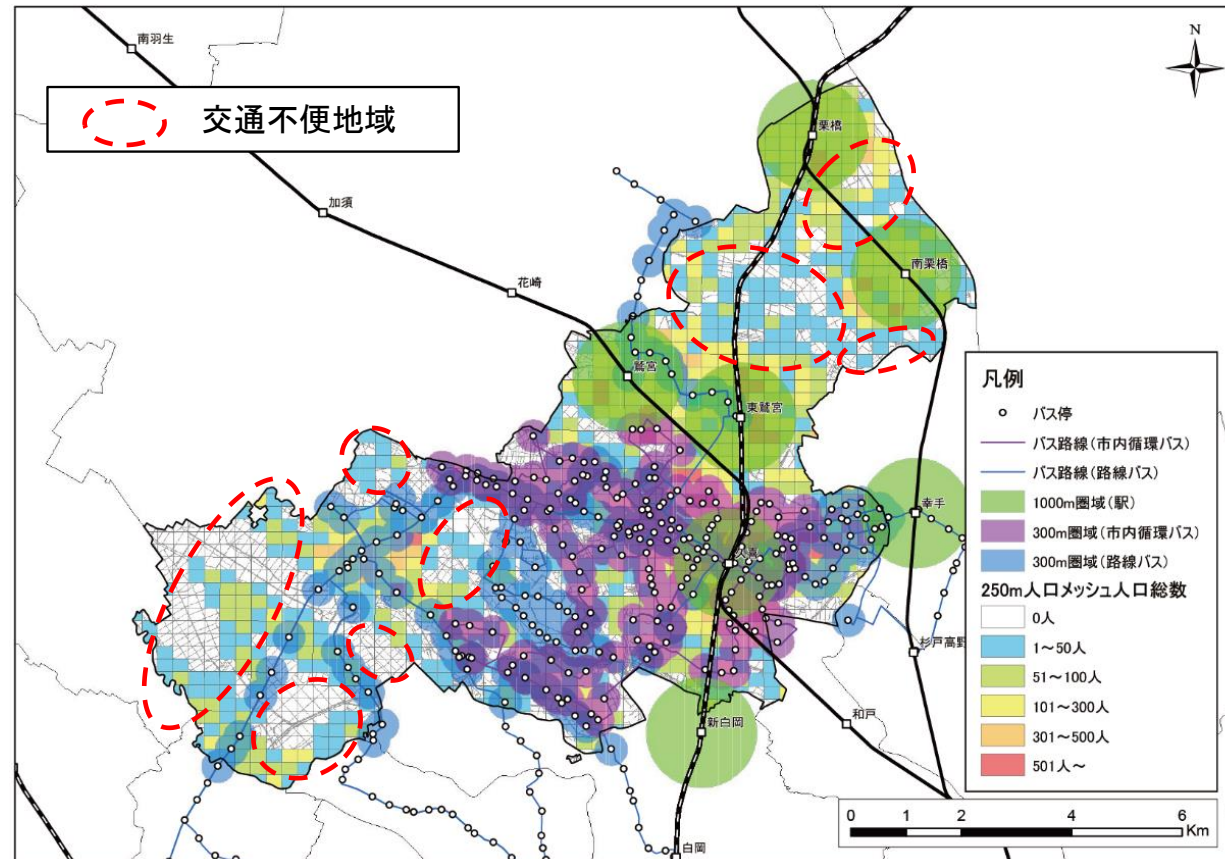 南羽生
N
交通不便地域
栗橋
加須
南栗橋
花崎
鷲宮
東鷲宮
凡例
バス停
バス路線(市内循環バス)
バス路線(路線バス)
1000m圏域(駅)
300m圏域(市内循環バス)
300m圏域(路線バス)
250m人口メッシュ人口総数
0人
1~50人
51~100人
101~300人
301~500人
501人~
幸手
久喜
杉戸高野
和戸
新白岡
0 1 2 4 6
Km
白岡